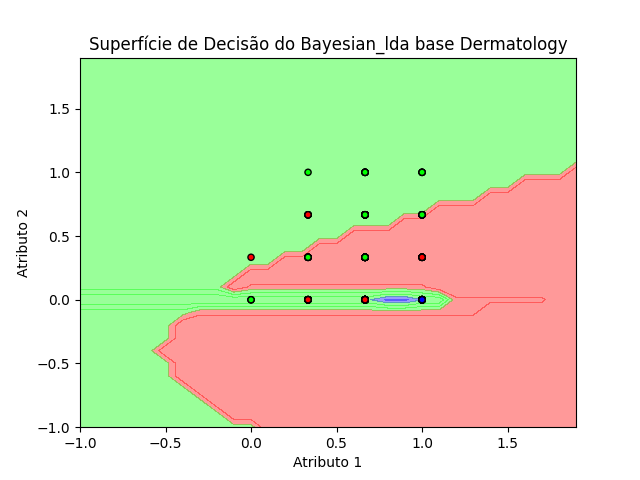 Superfície de Decisão do Bayesian_lda base Dermatology
Atributo 2
1.5
1.0
0.5
0.0
−0.5
−1.0
−1.0 −0.5 0.0 0.5 1.0 1.5
Atributo 1